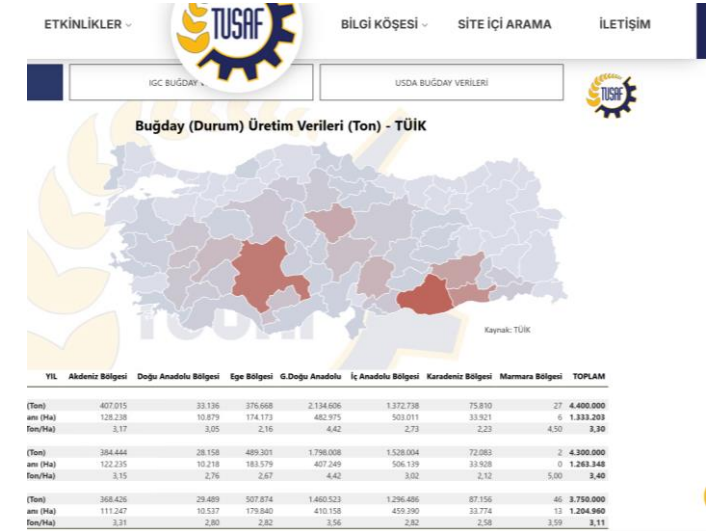 ETKİNLİKLER
TUSAF
BİLGİ KÖŞESİ
SİTE İÇİ ARAMA
İLETİŞİM
IGC BUĞDAY
USDA BUĞDAY VERİLERİ
TUSAF
Buğday (Durum) Üretim Verileri (Ton) - TÜİK
Kaynak: TÜİK
YIL Akdeniz Bölgesi Doğu Anadolu Bölgesi Ege Bölgesi G.Doğu Anadolu İç Anadolu Bölgesi Karadeniz Bölgesi Marmara Bölgesi TOPLAM
(Ton) 407.015 33.136 376.668 2.134.606 1.372.738 75.810 27 4.400.000
anı (Ha) 128.238 10.879 174.173 482.975 503.011 33.921 6 1.333.203
Ton/Ha) 3,17 3,05 2,16 4,42 2,73 2,23 4,50 3,30
(Ton) 384.444 28.158 489.301 1.798.008 1.528.004 72.083 2 4.300.000
anı (Ha) 122.235 10.218 183.579 407.249 506.139 33.928 0 1.263.348
Ton/Ha) 3,15 2,76 2,67 4,42 3,02 2,12 5,00 3,40
(Ton) 368.426 29.489 507.874 1.460.523 1.296.486 87.156 46 3.750.000
anı (Ha) 111.247 10.537 179.840 410.158 459.390 33.774 13 1.204.960
Ton/Ha) 3,31 2,80 2,82 3,56 2,82 2,58 3,59 3,11